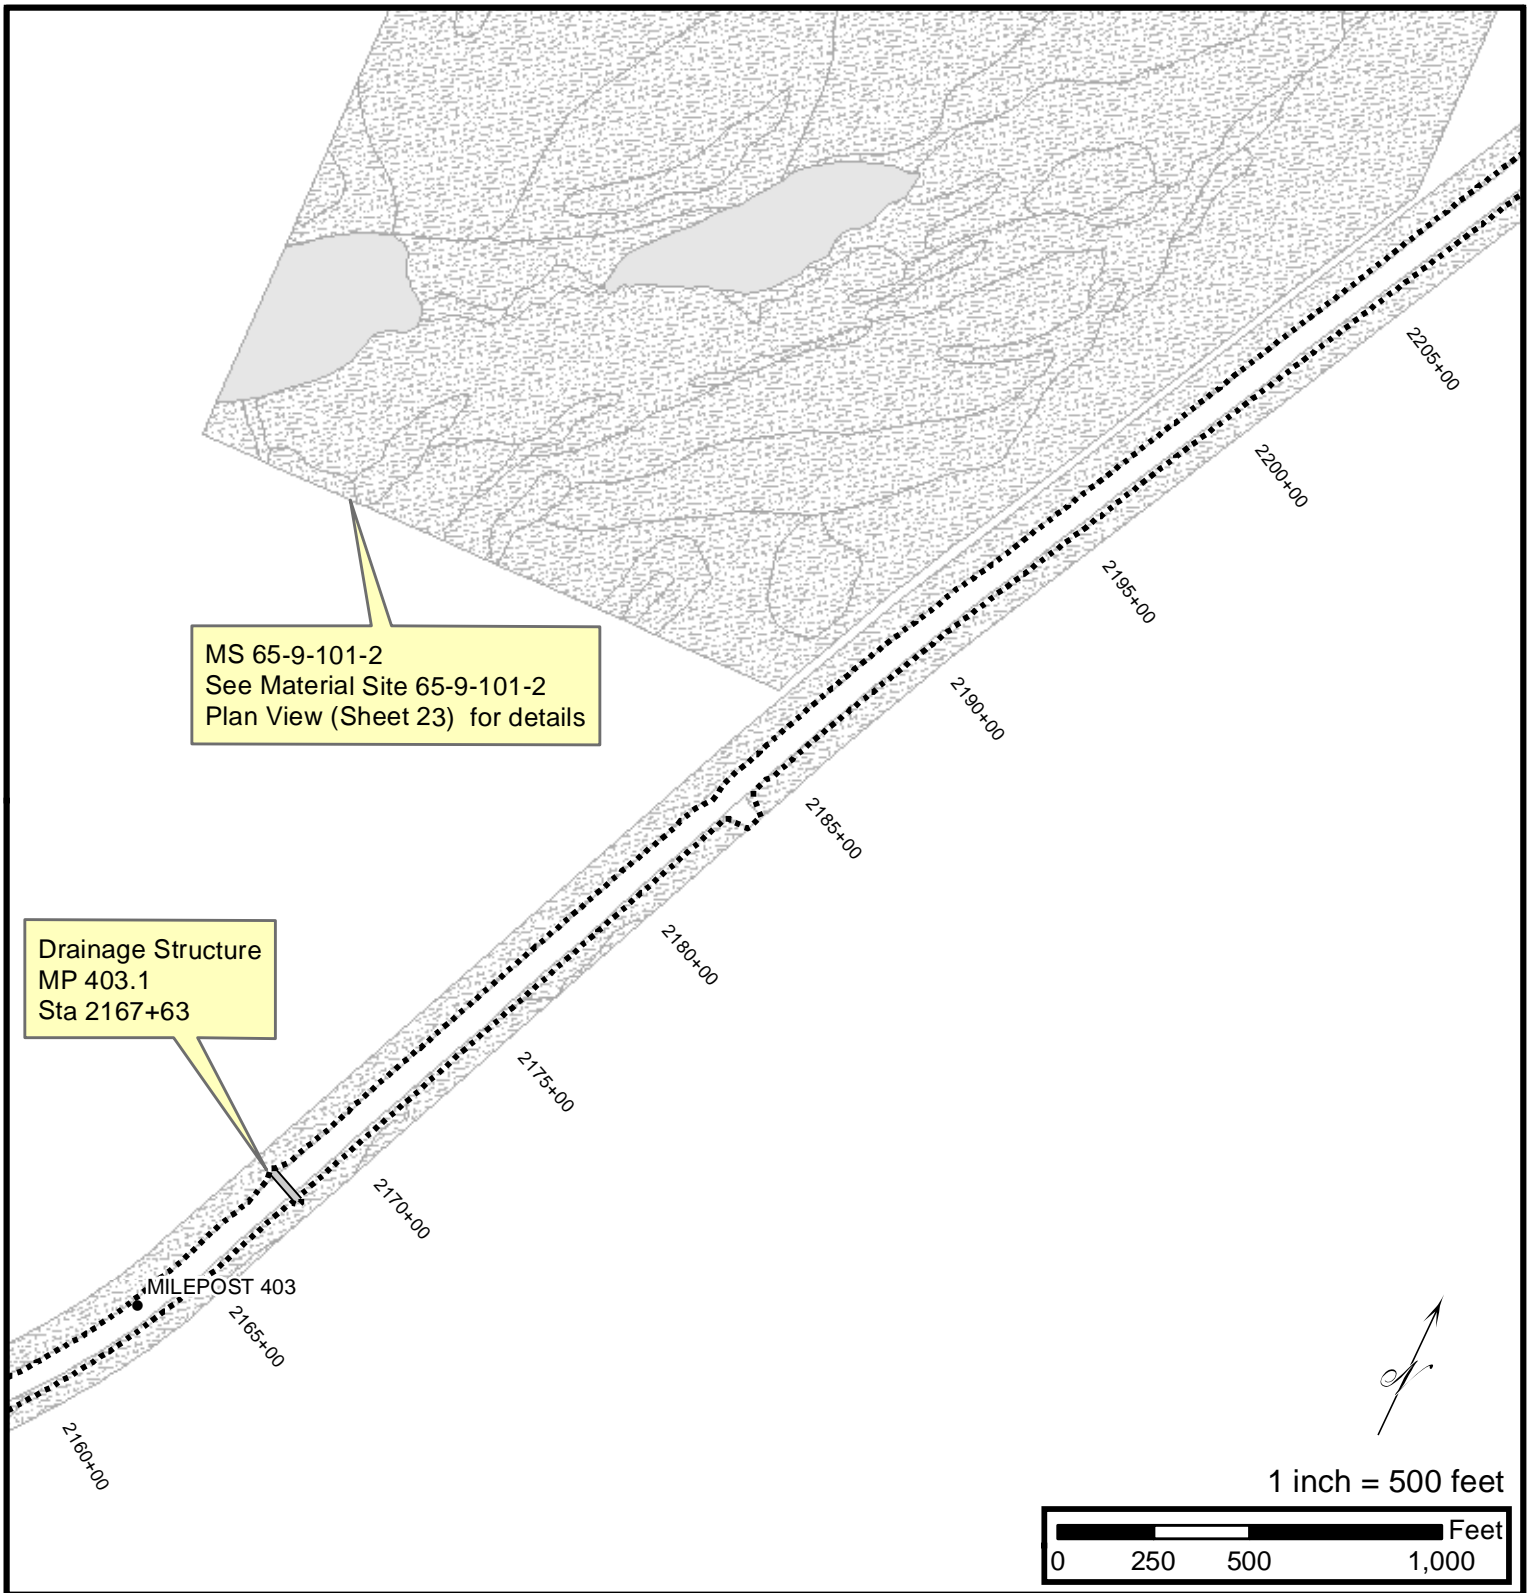 2205+00
2200+00
2195+00
MS 65-9-101-2
See Material Site 65-9-101-2
Plan View (Sheet 23) for details
2190+00
2185+00
2180+00
Drainage Structure
MP 403.1
Sta 2167+63
2175+00
2170+00
MILEPOST 403
2165+00
2160+00
N
1 inch = 500 feet
Feet
0 250 500 1,000